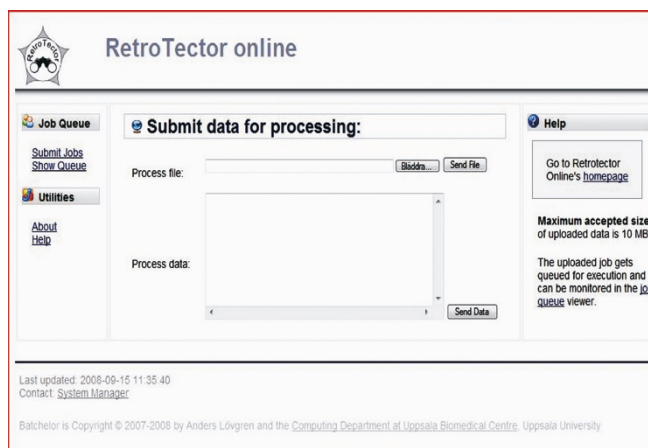 RetroTector
RetroTector online
Job Queue
Submit Jobs
Show Queue
Utilities
About
Help
Submit data for processing:
Process file:
Bläddra...
Send File
Process data:
Send Data
Help
Go to Retrotector
Online's homepage
Maximum accepted size
of uploaded data is 10 MB
The uploaded job gets
queued for execution and
can be monitored in the jo
queue viewer.
Last updated: 2008-09-15 11:35:40
Contact: System Manager
Batchelor is Copyright © 2007-2008 by Anders Lövgren and the Computing Department at Uppsala Biomedical Centre, Uppsala University